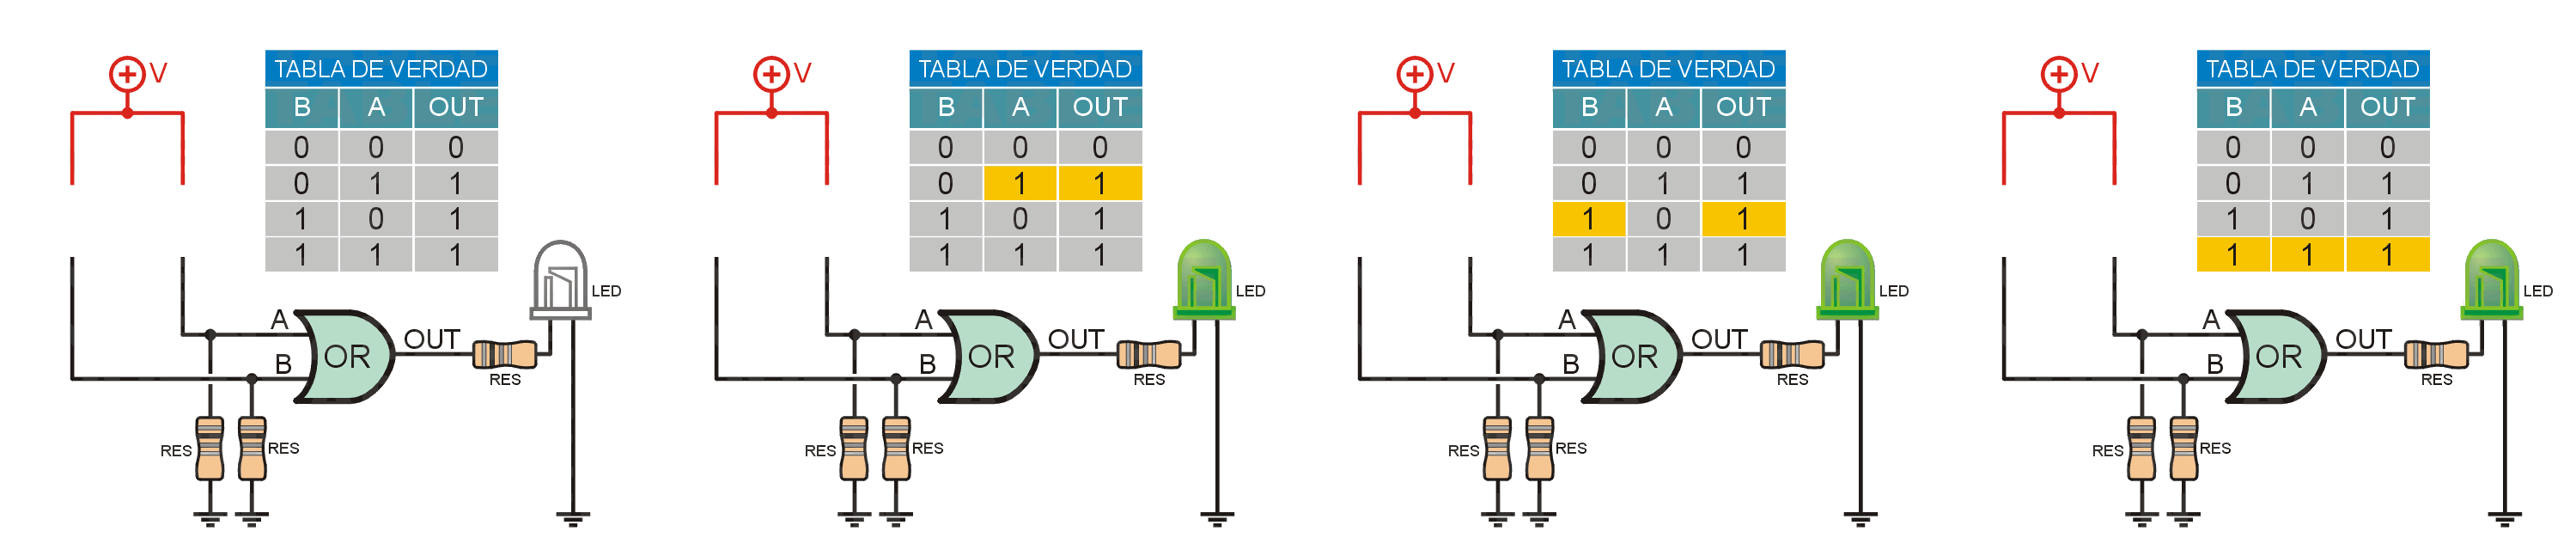 V
TABLA DE VERDAD
B A OUT
0 0 0
0 1 1
1 0 1
1 1 1
LED
A
OUT
B
OR
RES
RES
RES
V
TABLA DE VERDAD
B A OUT
0 0 0
0 1 1
1 0 1
1 1 1
LED
A
OUT
B
OR
RES
RES
RES
V
TABLA DE VERDAD
B A OUT
0 0 0
0 1 1
1 0 1
1 1 1
LED
A
OUT
B
OR
RES
RES
RES
V
TABLA DE VERDAD
B A OUT
0 0 0
0 1 1
1 0 1
1 1 1
LED
A
OUT
B
OR
RES
RES
RES